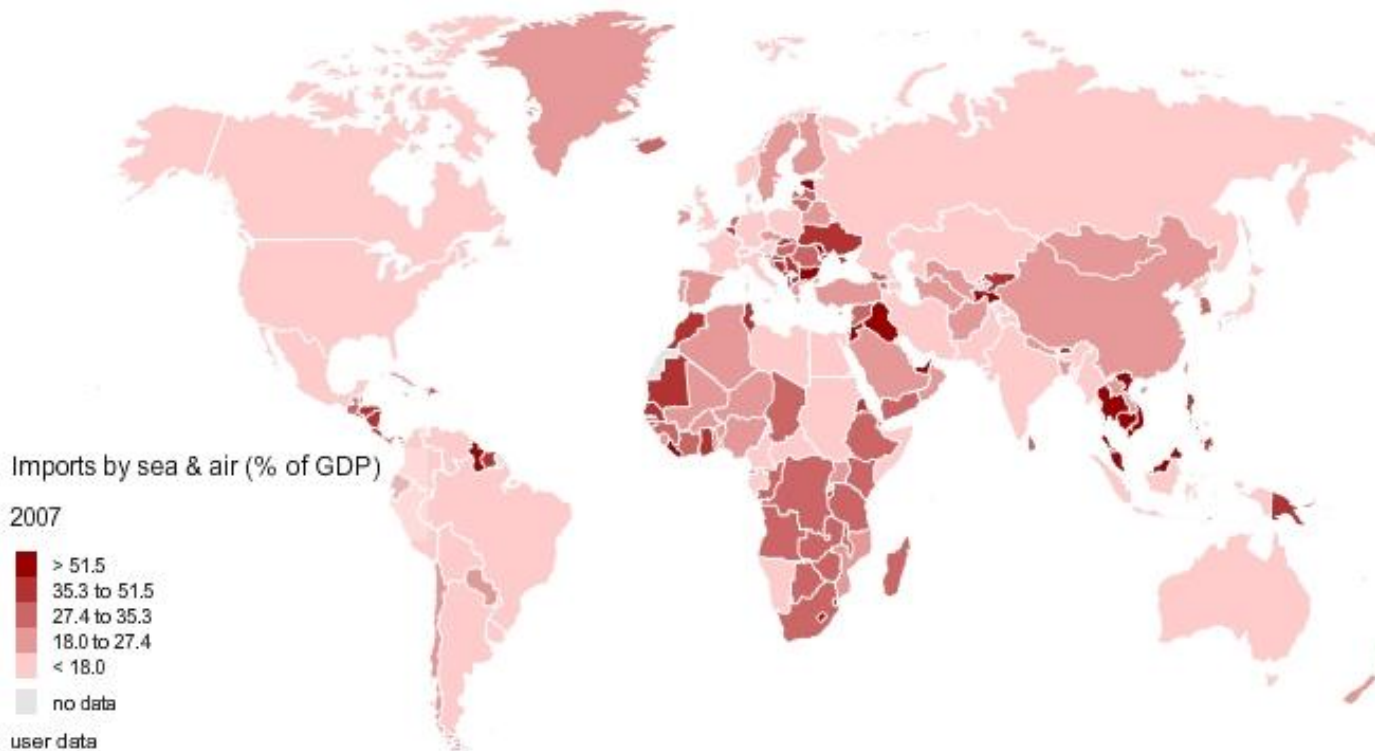 Imports by sea & air (% of GDP)
2007
> 51.5
35.3 to 51.5
27.4 to 35.3
18.0 to 27.4
< 18.0
no data
user data